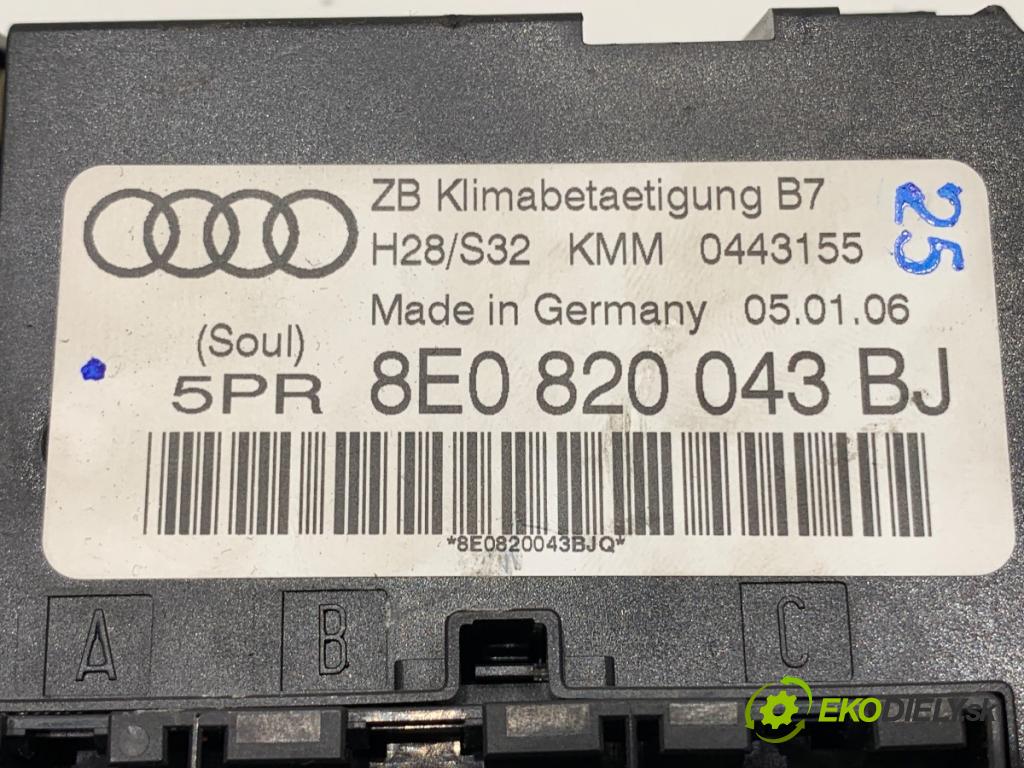 ZB Klimabetaetigung B7
25
H28/S32 KMM 0443155
Made in Germany 05.01.06
(Soul)
5PR 8E0 820 043 BJ
*8E0820043BJQ*
A B C
EKODIELY.sk